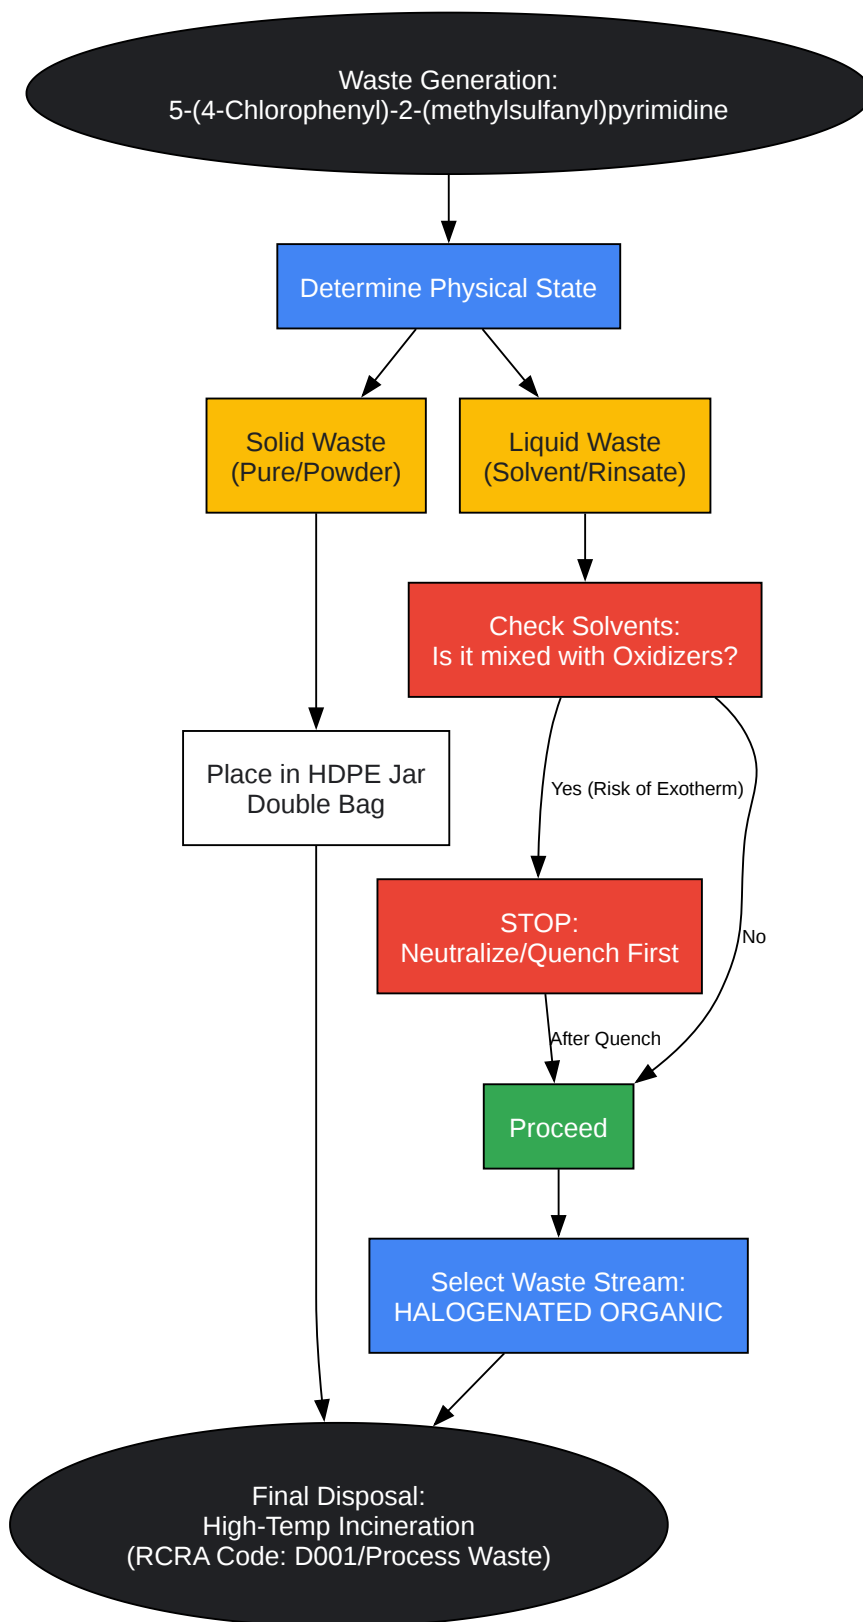 Waste Generation:
5-(4-Chlorophenyl)-2-(methylsulfanyl)pyrimidine
Determine Physical State
Solid Waste
(Pure/Powder)
Liquid Waste
(Solvent/Rinsate)
Check Solvents:
Is it mixed with Oxidizers?
Place in HDPE Jar
Double Bag
Yes (Risk of Exotherm)
STOP:
Neutralize/Quench First
No
After Quench
Proceed
Select Waste Stream:
HALOGENATED ORGANIC
Final Disposal:
High-Temp Incineration
(RCRA Code: D001/Process Waste)